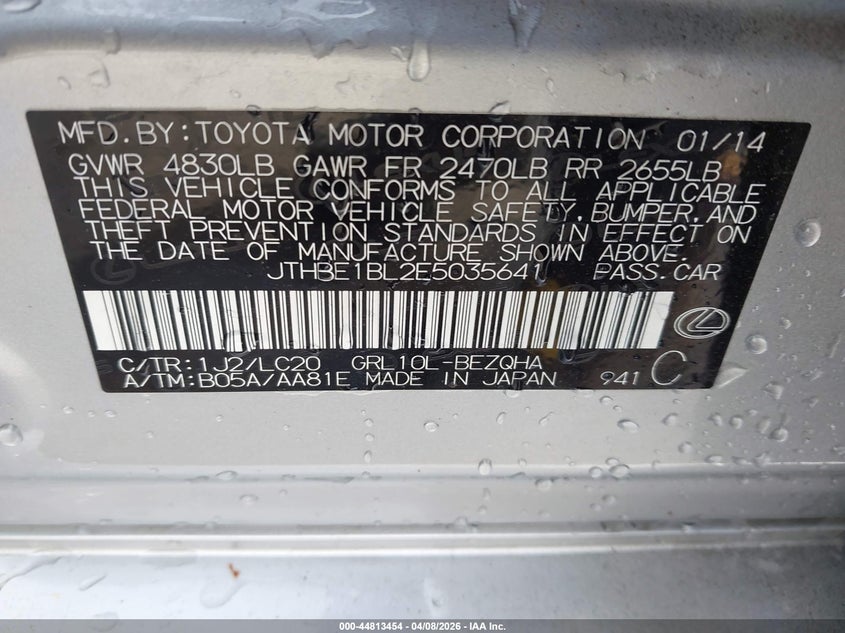 MFD.BY:TOYOTA MOTOR CORPORATION 01/14
GVWR 4830LB GAWR FR 2470LB RR 2655LB
THIS VEHICLE CONFORMS TO ALL APPLICABLE
FEDERAL MOTOR VEHICLE SAFETY,BUMPER,AND
THEFT PREVENTION STANDARDS IN EFFECT ON
THE DATE OF MANUFACTURE SHOWN ABOVE.
JTHBE1BL2E5035641 PASS.CAR
C/TR:1J2/LC20 GRL10L-BEZQHA
A/TM:B05A/AA81E MADE IN JAPAN 941 C
000-44813454 | 04/08/2026 | IAA Inc.